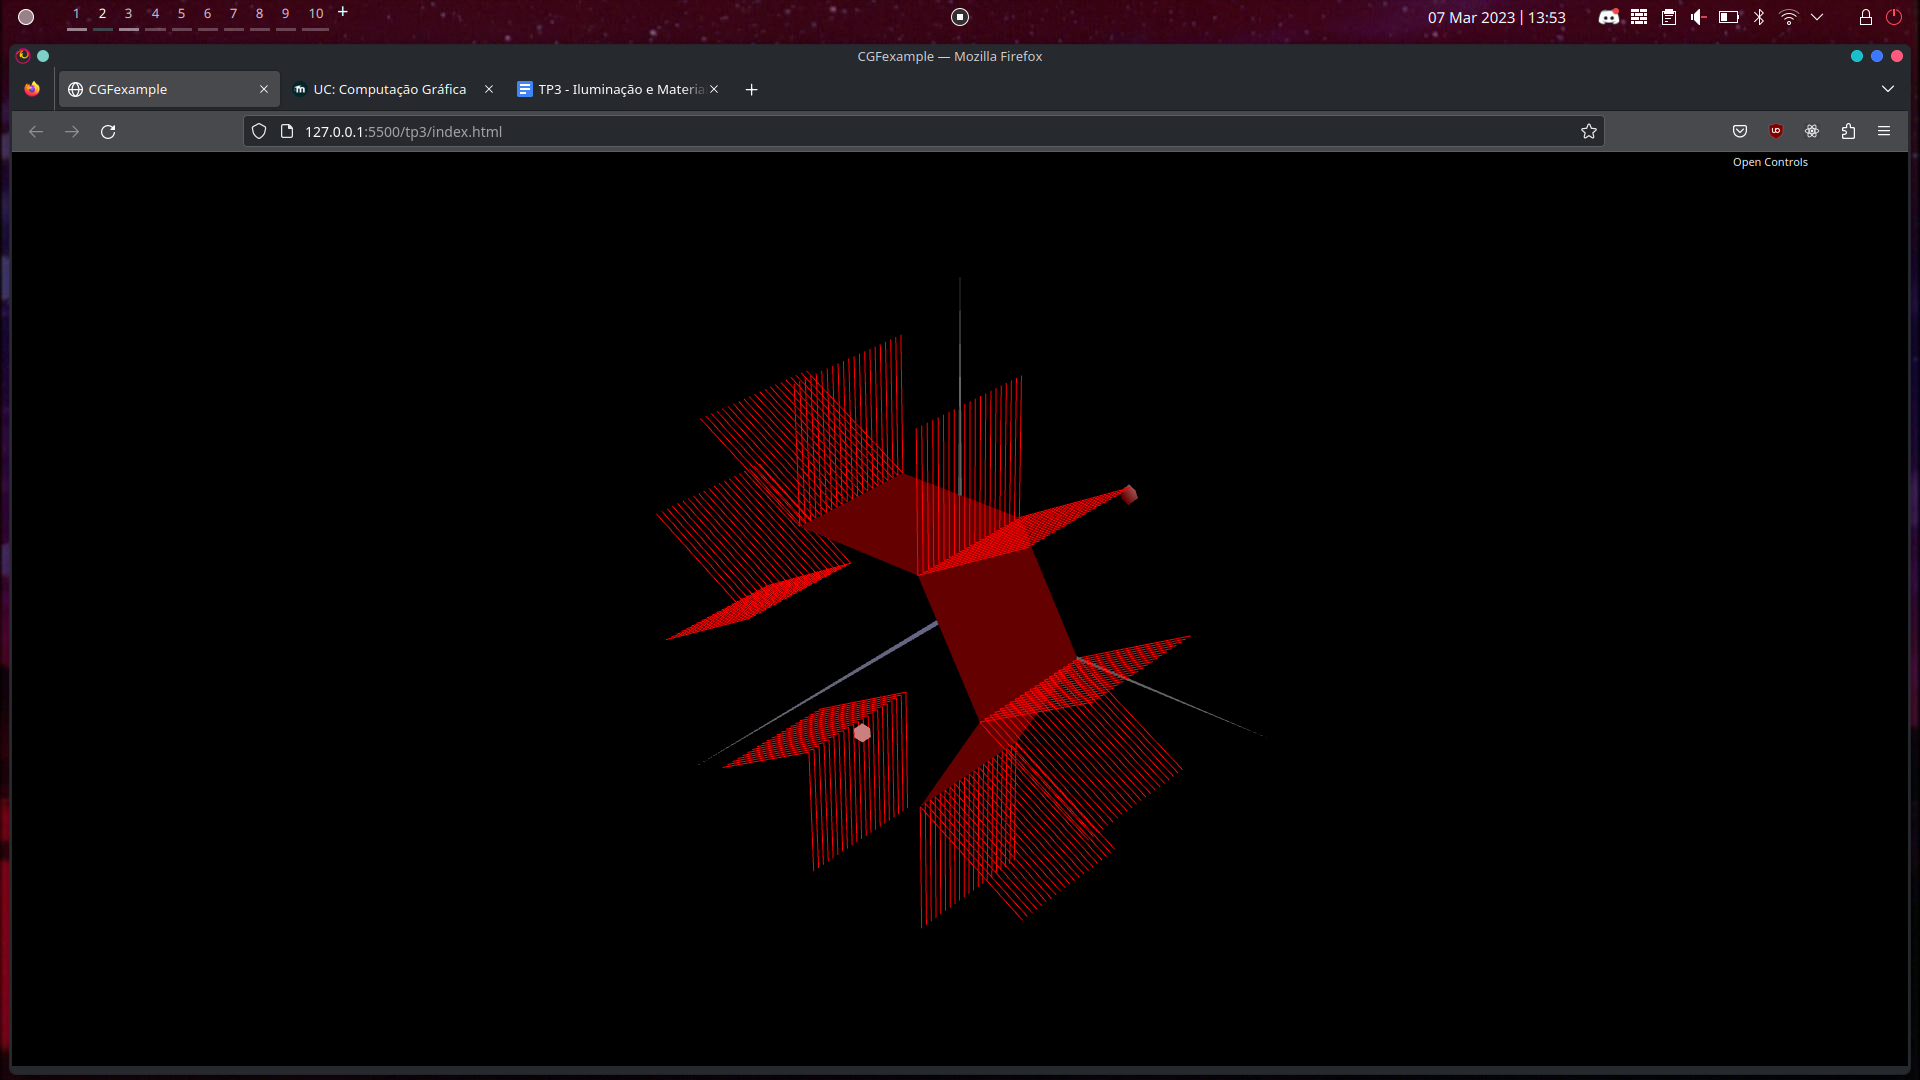 1 2 3 4 5 6 7 8 9 10 +
07 Mar 2023 | 13:53
CGFexample — Mozilla Firefox
CGFexample
UC: Computação Gráfica
TP3 - Iluminação e Materia
127.0.0.1:5500/tp3/index.html
Open Controls